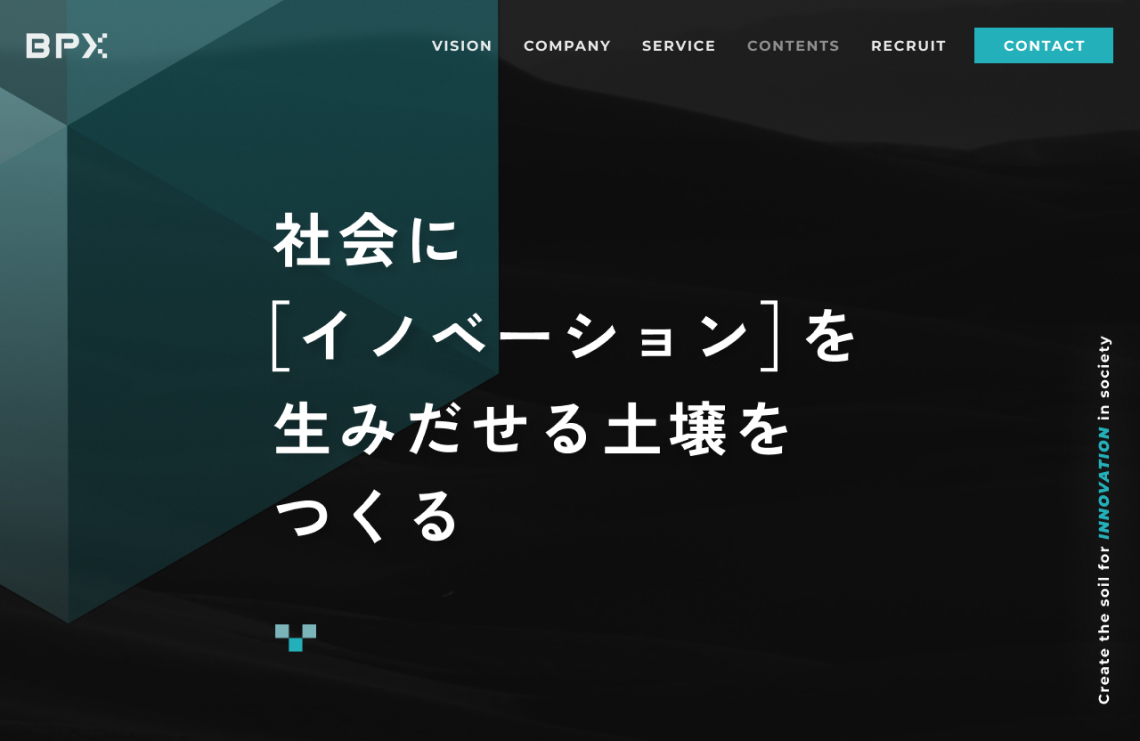 BPX
VISION COMPANY SERVICE CONTENTS RECRUIT CONTACT
社会に
[イノベーション]を
生みだせる土壌を
つくる
Create the soil for INNOVATION in society